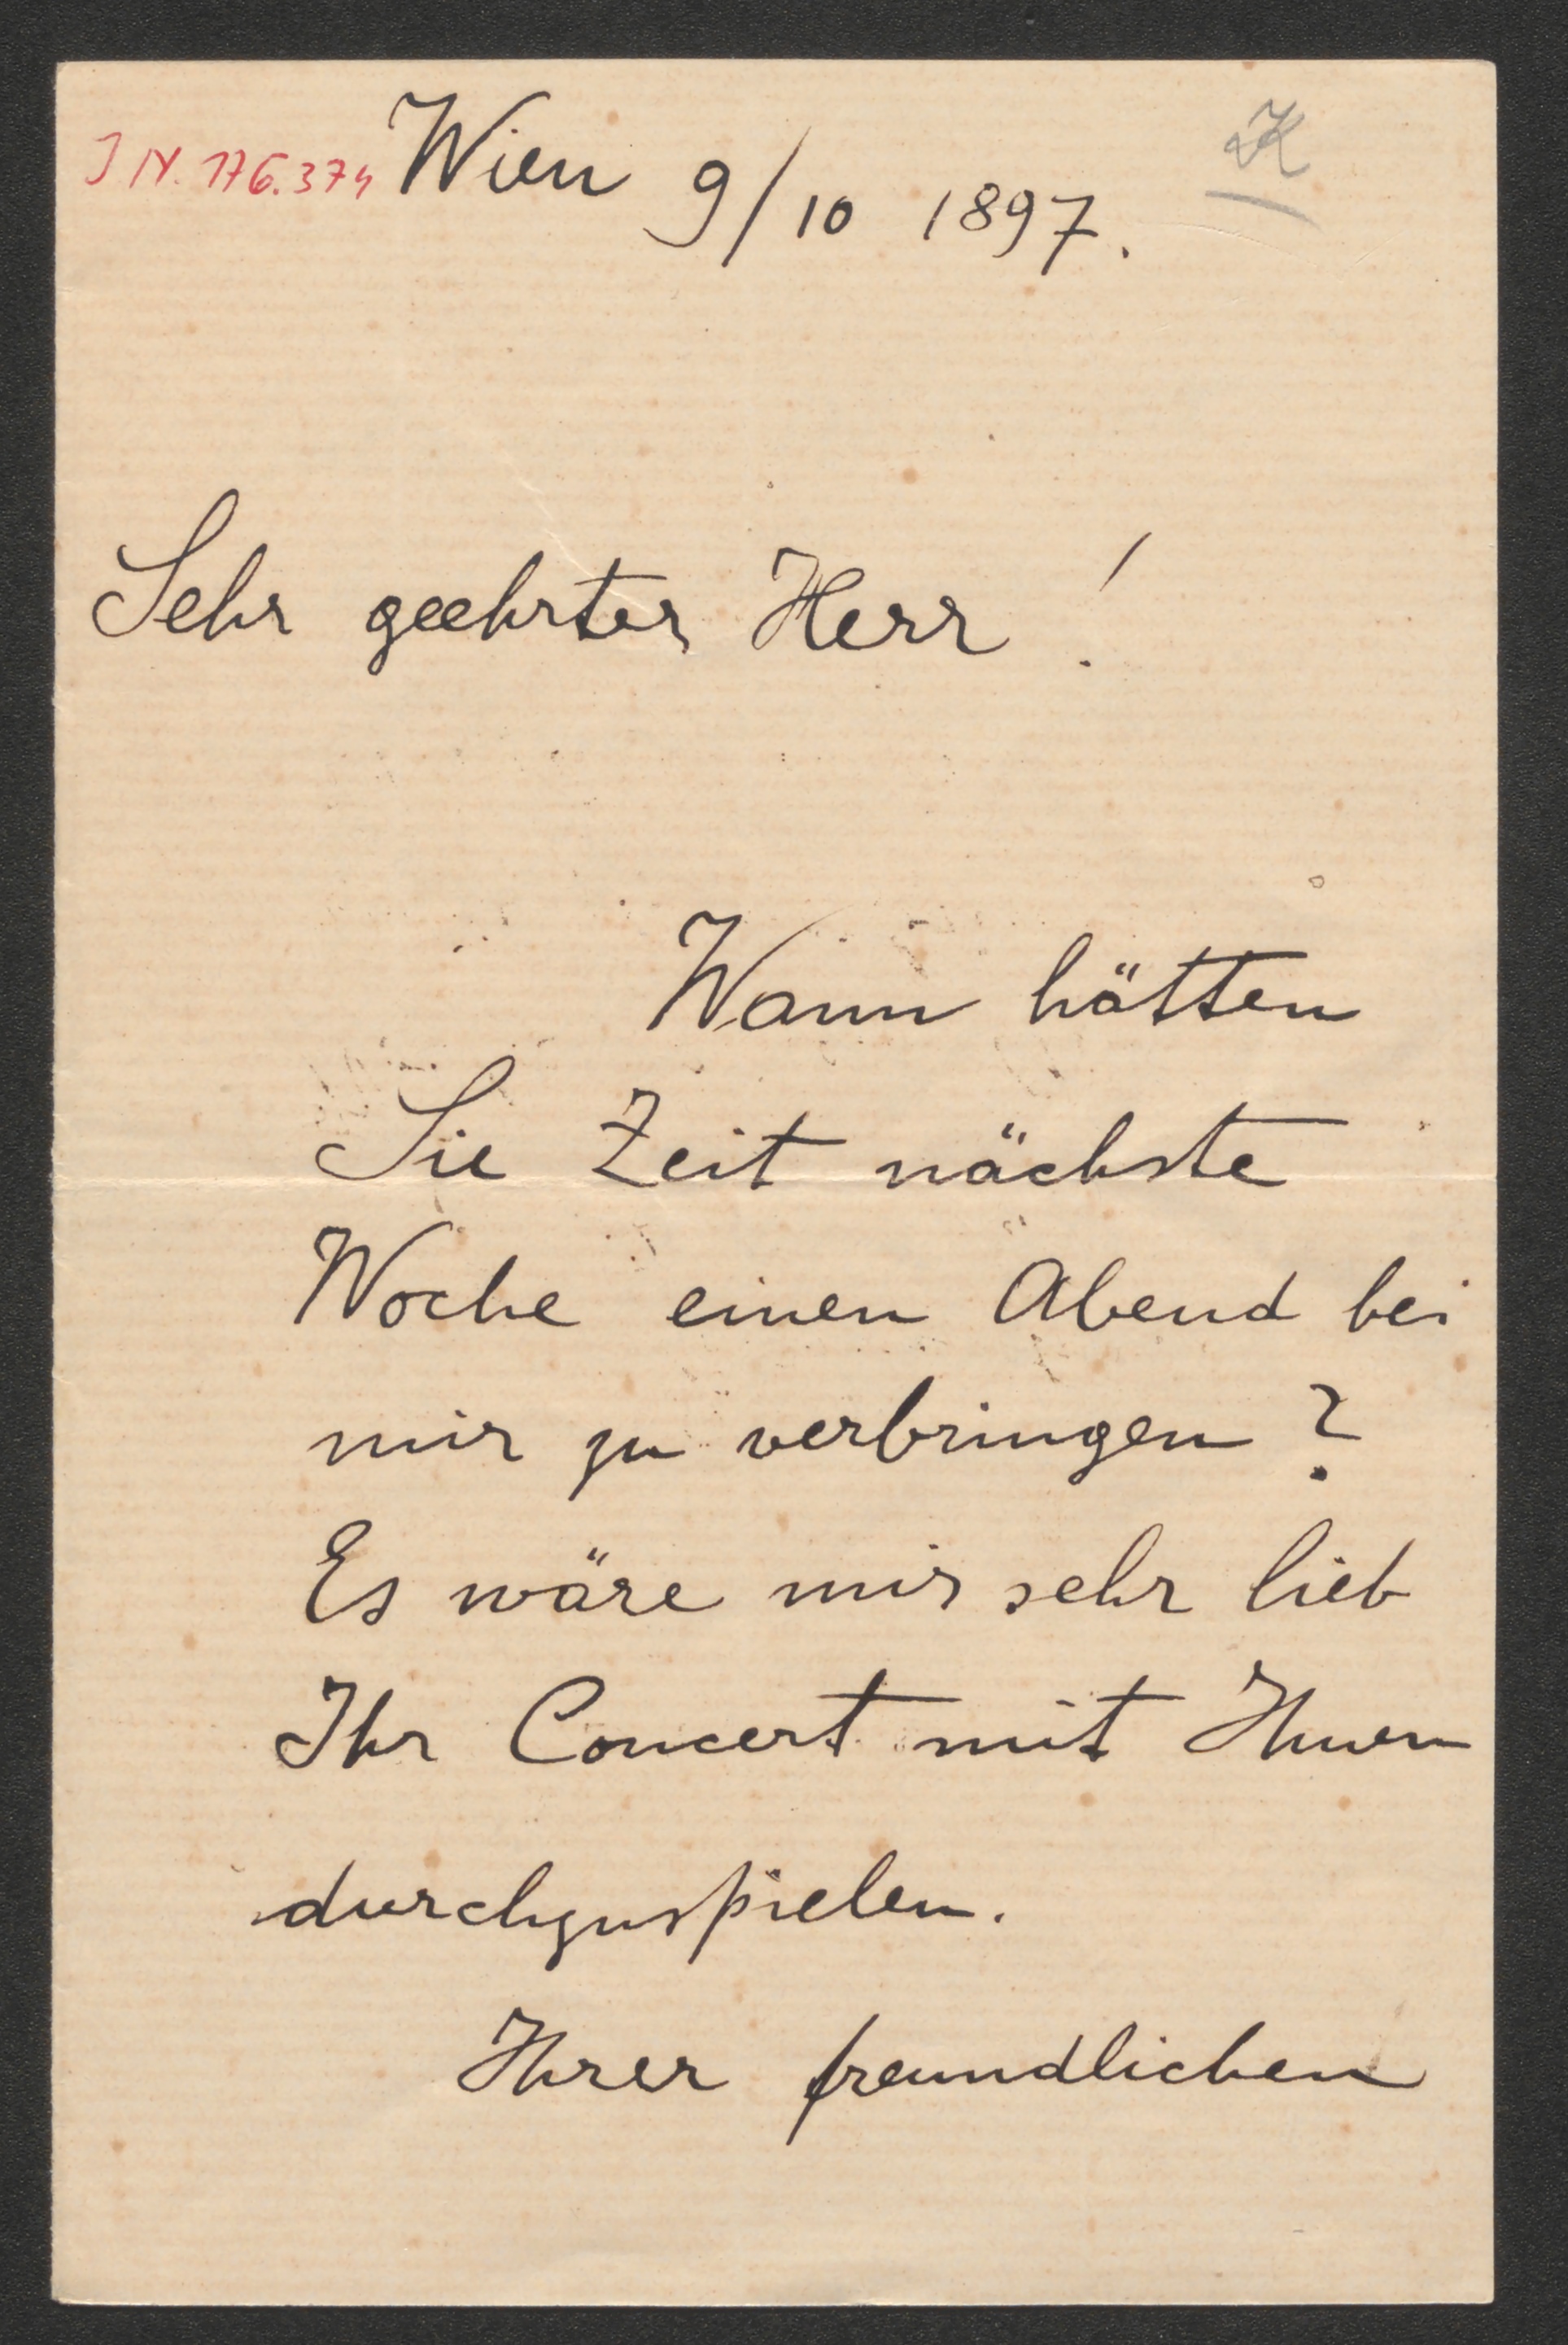 I N. 176.374 Wien 9/10 1897.
Sehr geehrter Herr!
Wann hätten
Sie Zeit nächste
Woche einen Abend bei
mir zu verbringen?
Es wäre mir sehr lieb
Ihr Concert mit Ihnen
durchzuspielen.
Ihrer freundlichen